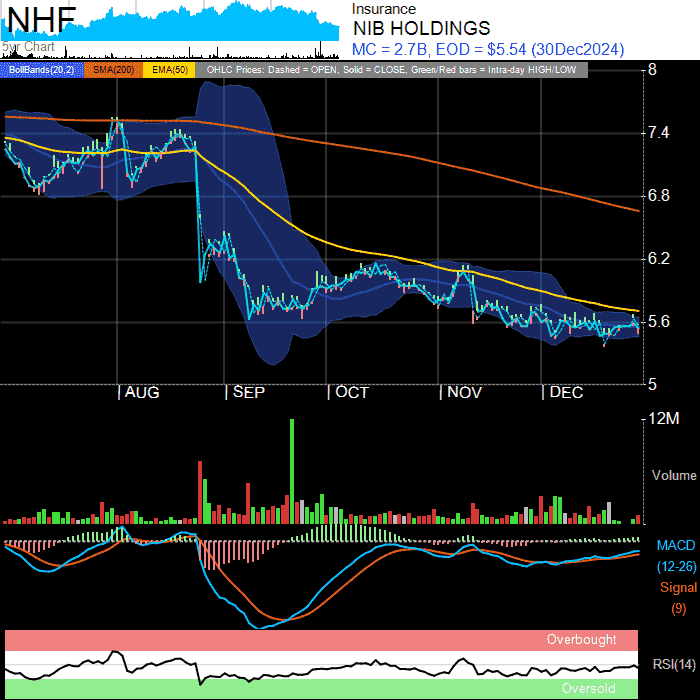 NHF
5yr Chart
Insurance
NIB HOLDINGS
MC = 2.7B, EOD = $5.54 (30Dec2024)
BollBands(20,2) SMA(200) EMA(50) OHLC Prices: Dashed = OPEN, Solid = CLOSE, Green/Red bars = Intra-day HIGH/LOW
8
7.4
6.8
6.2
5.6
5
AUG SEP OCT NOV DEC
12M
Volume
MACD
(12-26)
Signal
(9)
Overbought
RSI(14)
Oversold